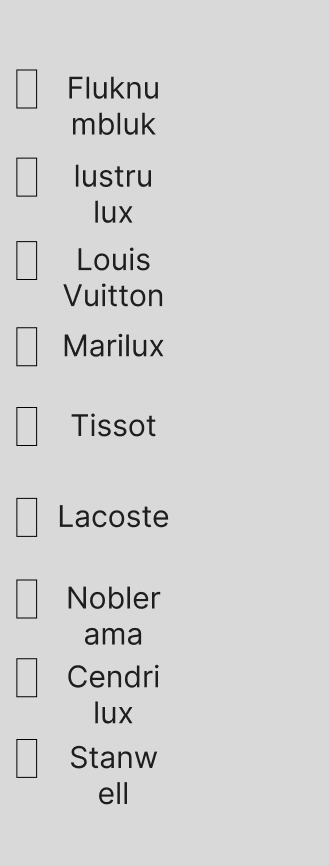 Fluknu
mbluk
lustru
lux
Louis
Vuitton
Marilux
Tissot
Lacoste
Nobler
ama
Cendri
lux
Stanw
ell